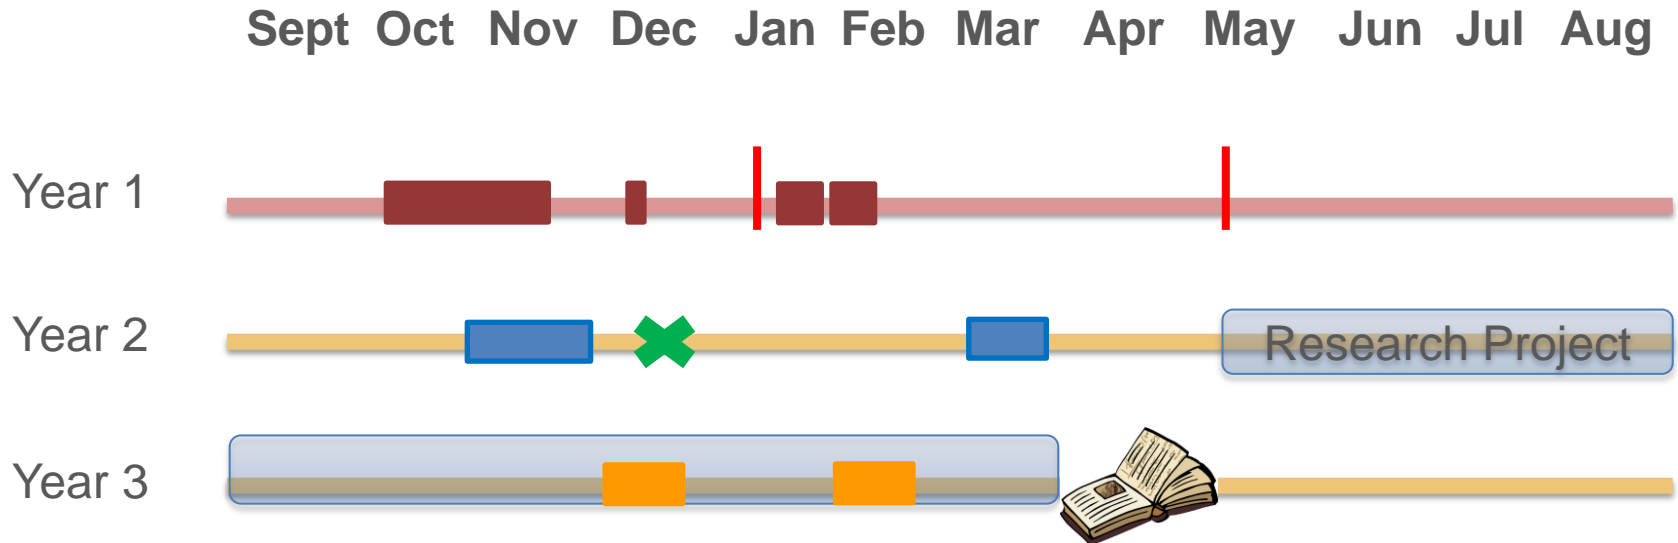 Sept Oct Nov Dec Jan Feb Mar Apr May Jun Jul Aug
Year 1
Year 2
Research Project
Year 3